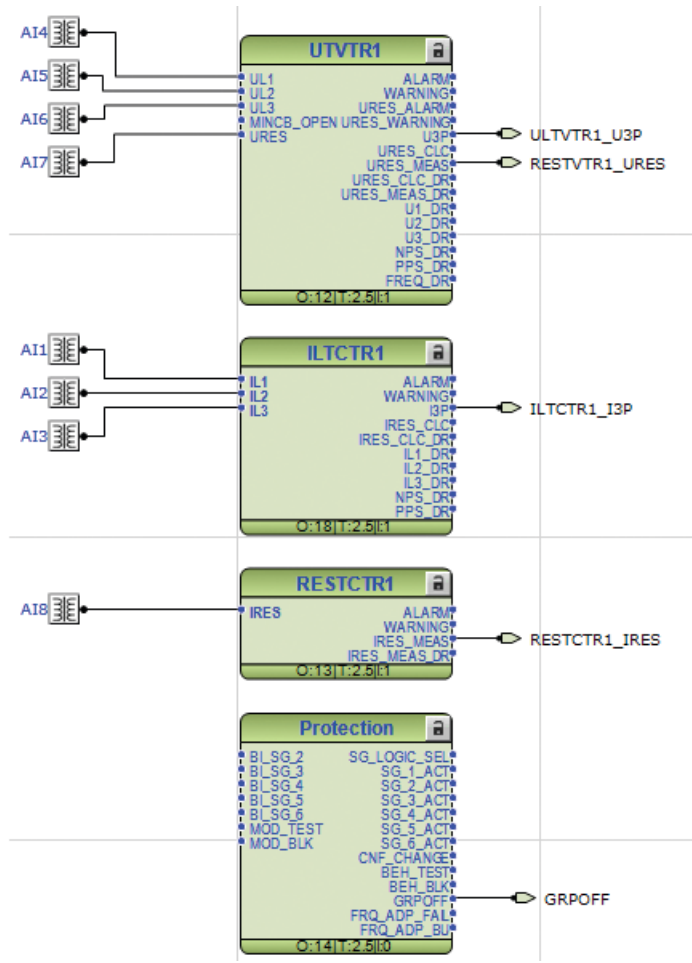 AI4
AI5
AI6
AI7
UTVTR1
UL1
UL2
UL3
MINCB_OPEN
URES
ALARM
WARNING
URES_ALARM
URES_WARNING
U3P
URES_CLC
URES_MEAS
URES_CLC_DR
URES_MEAS_DR
U1_DR
U2_DR
U3_DR
NPS_DR
PPS_DR
FREQ_DR
O:12|T:2.5|I:1
ULTVTR1_U3P
RESTVTR1_URES
AI1
AI2
AI3
ILTCTR1
IL1
IL2
IL3
ALARM
WARNING
I3P
IRES_CLC
IRES_CLC_DR
IL1_DR
IL2_DR
IL3_DR
NPS_DR
PPS_DR
O:18|T:2.5|I:1
ILTCTR1_I3P
AI8
RESTCTR1
IRES
ALARM
WARNING
IRES_MEAS
IRES_MEAS_DR
O:13|T:2.5|I:1
RESTCTR1_IRES
Protection
BI_SG_2
BI_SG_3
BI_SG_4
BI_SG_5
BI_SG_6
MOD_TEST
MOD_BLK
SG_LOGIC_SEL
SG_1_ACT
SG_2_ACT
SG_3_ACT
SG_4_ACT
SG_5_ACT
SG_6_ACT
CNF_CHANGE
BEH_TEST
BEH_BLK
GRPOFF
FRQ_ADP_FAIL
FRQ_ADP_BU
O:14|T:2.5|I:0
GRPOFF